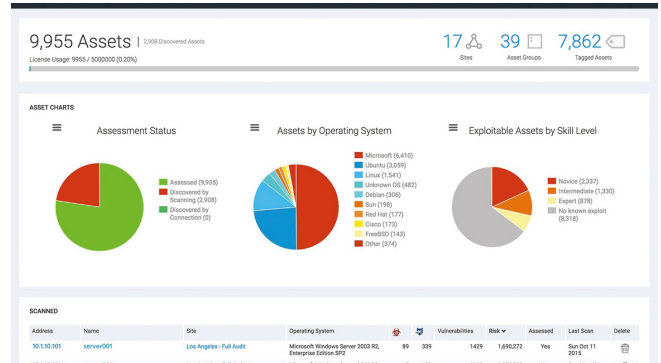 9,955 Assets | 2,908 Discovered Assets
License Usage: 9955 / 5000000 (0.20%)
17
Sites
39
Asset Groups
7,862
Tagged Assets
ASSET CHARTS
Assessment Status
Assessed (9,955)
Discovered by
Scanning (2,908)
Discovered by
Connection (0)
Assets by Operating System
Microsoft (6,410)
Ubuntu (3,059)
Linux (1,541)
Unknown OS (482)
Debian (306)
Sun (198)
Red Hat (177)
Cisco (173)
FreeBSD (143)
Other (374)
Exploitable Assets by Skill Level
Novice (2,337)
Intermediate (1,330)
Expert (878)
No known exploit
(8,318)
SCANNED
Address Name Site Operating System Vulnerabilities Risk Assessed Last Scan Delete
10.1.10.101 server001 Los Angeles - Full Audit Microsoft Windows Server 2003 R2, 89 339 1429 1,690,272 Yes Sun Oct 11
Enterprise Edition SP2 2015